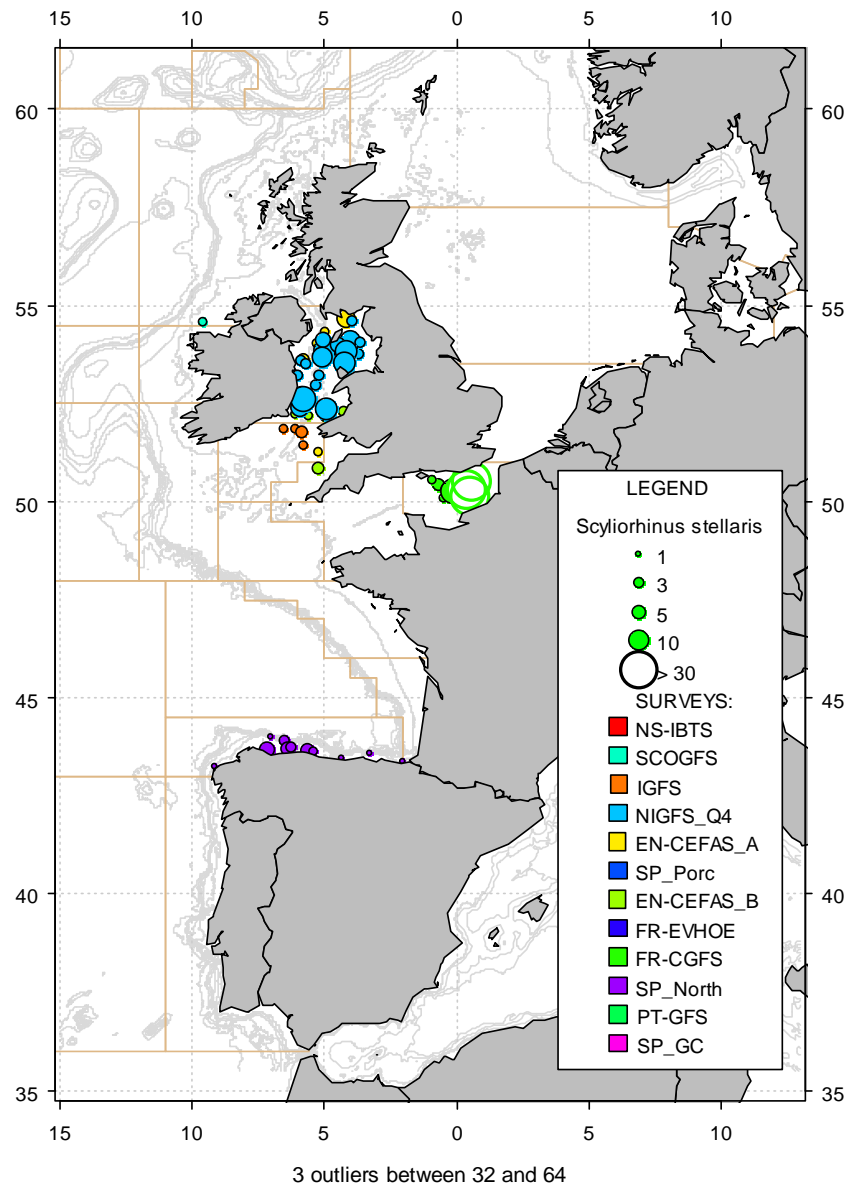 15 10 5 0 5 10
60
55
50
45
40
35
LEGEND
Scyliorhinus stellaris
1
3
5
10
> 30
SURVEYS:
NS-IBTS
SCOGFS
IGFS
NIGFS_Q4
EN-CEFAS_A
SP_Porc
EN-CEFAS_B
FR-EVHOE
FR-CGFS
SP_North
PT-GFS
SP_GC
60
55
50
45
40
35
15 10 5 0 5 10
3 outliers between 32 and 64